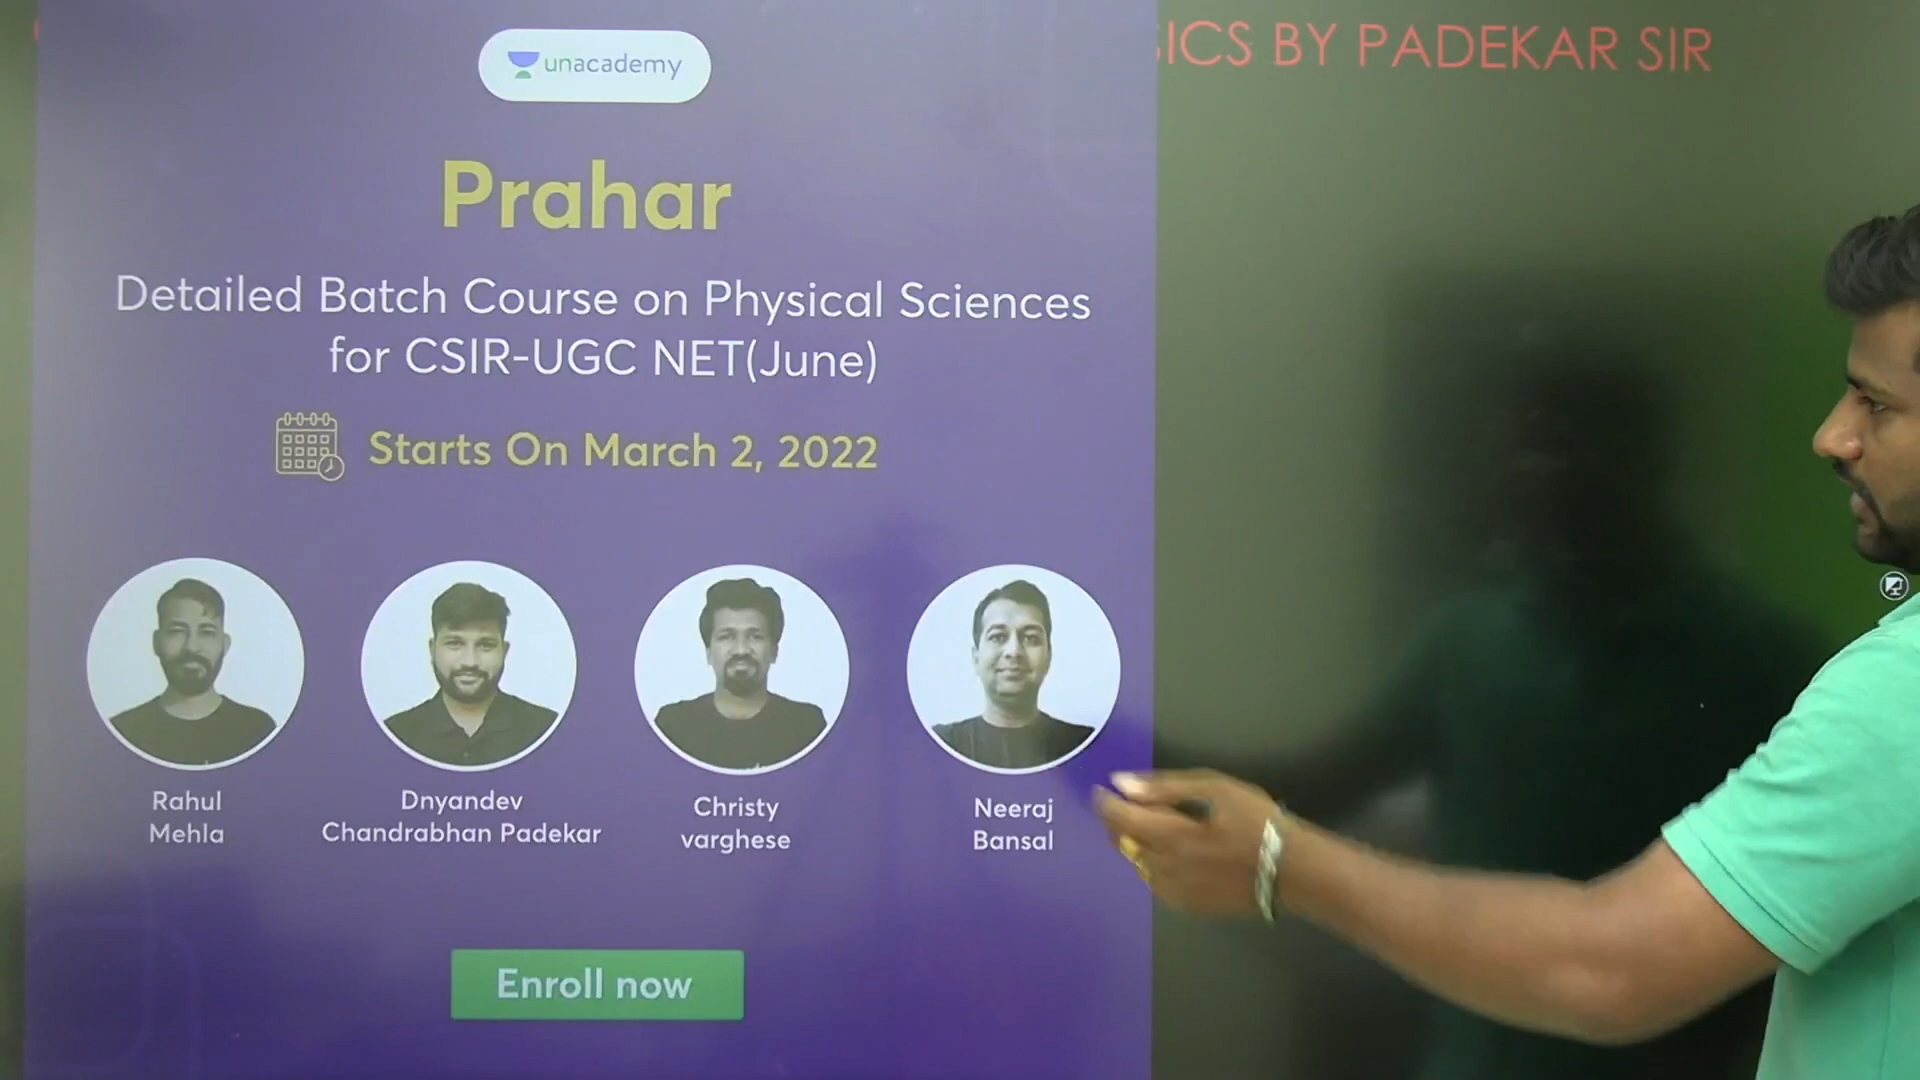 unacademy
SICS BY PADEKAR SIR
Prahar
Detailed Batch Course on Physical Sciences
for CSIR-UGC NET(June)
Starts On March 2, 2022
Rahul
Mehla
Dnyandev
Chandrabhan Padekar
Christy
varghese
Neeraj
Bansal
Enroll now